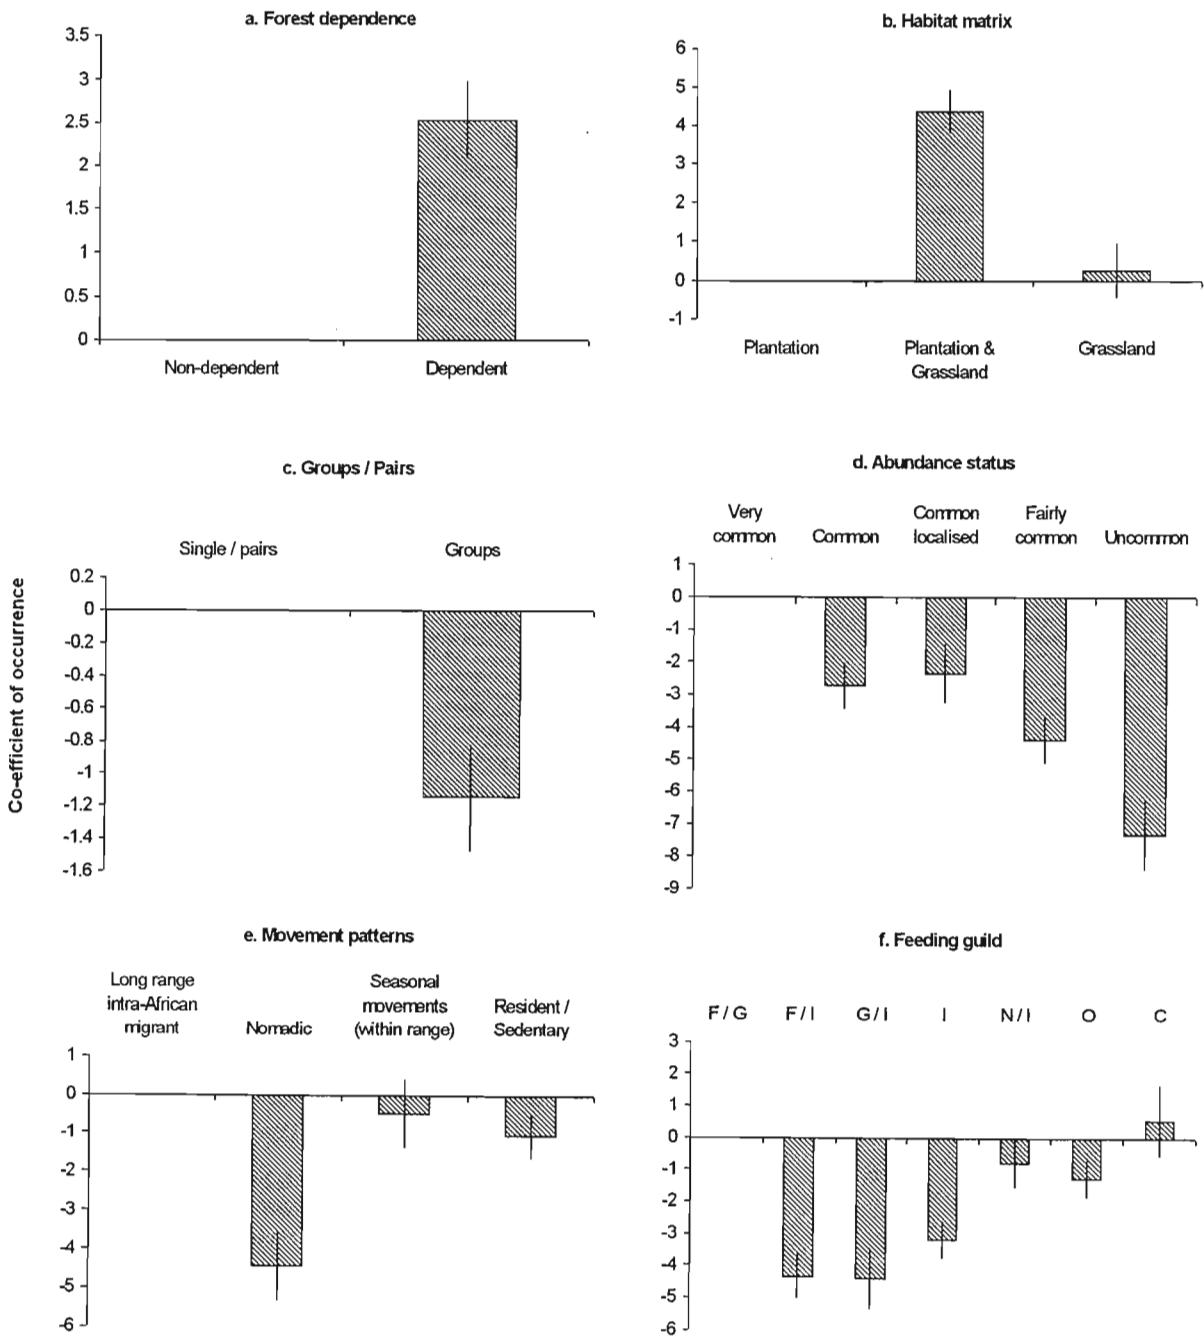 a. Forest dependence
3.5
3
2.5
2
1.5
1
0.5
0
Non-dependent
Dependent
b. Habitat matrix
6
5
4
3
2
1
0
-1
Plantation
Plantation &
Grassland
Grassland
Co-efficient of occurrence
c. Groups / Pairs
Single / pairs
Groups
0.2
0
-0.2
-0.4
-0.6
-0.8
-1
-1.2
-1.4
-1.6
d. Abundance status
Very
common
Common
Common
localised
Fairly
common
Uncommon
1
0
-1
-2
-3
-4
-5
-6
-7
-8
-9
e. Movement patterns
Long range
intra-African
migrant
Nomadic
Seasonal
movements
(within range)
Resident /
Sedentary
1
0
-1
-2
-3
-4
-5
-6
f. Feeding guild
F / G
F / I
G / I
I
N / I
O
C
3
2
1
0
-1
-2
-3
-4
-5
-6